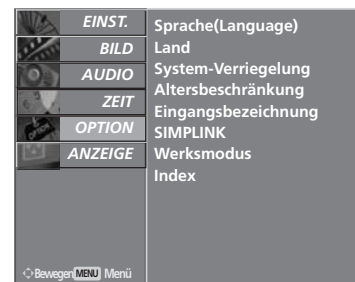 EINST.
BILD
AUDIO
ZEIT
OPTION
ANZEIGE
Sprache(Language)
Land
System-Verriegelung
Altersbeschränkung
Eingangsbezeichnung
SIMPLINK
Werksmodus
Index
Bewegen MENU Menü